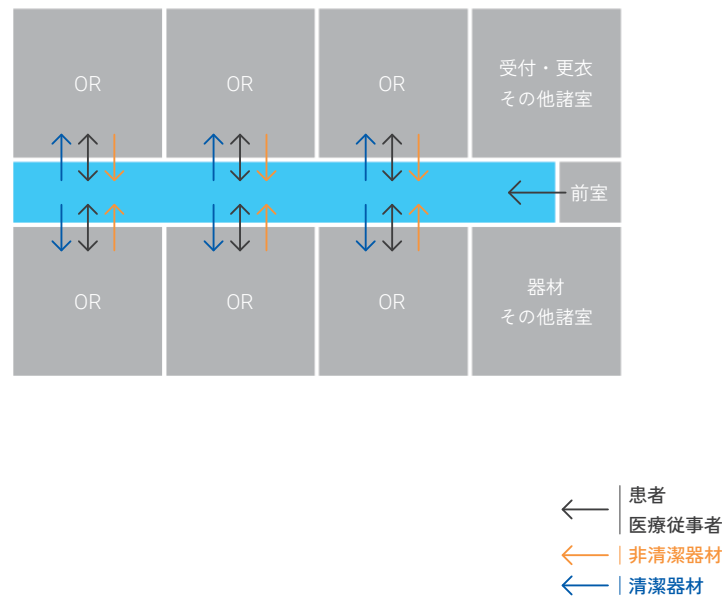 OR
OR
OR
受付・更衣
その他諸室
前室
OR
OR
OR
器材
その他諸室
患者
医療従事者
非清潔器材
清潔器材